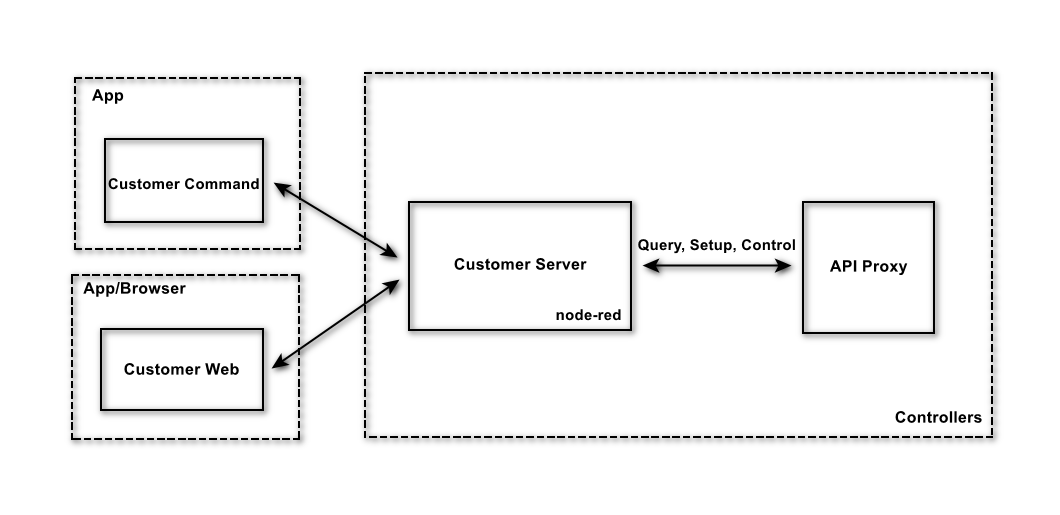 App
Customer Command
App/Browser
Customer Web
Customer Server
node-red
Query, Setup, Control
API Proxy
Controllers